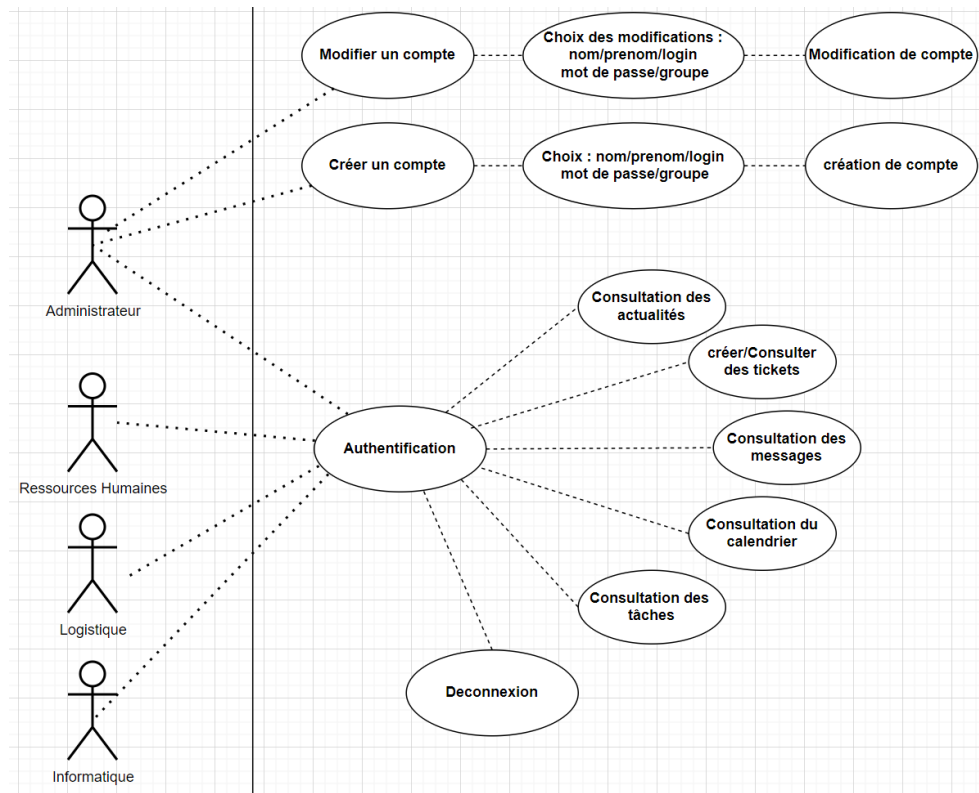 Modifier un compte
Choix des modifications :
nom/prenom/login
mot de passe/groupe
Modification de compte
Créer un compte
Choix : nom/prenom/login
mot de passe/groupe
création de compte
Administrateur
Consultation des
actualités
créer/Consulter
des tickets
Ressources Humaines
Authentification
Consultation des
messages
Consultation du
calendrier
Logistique
Consultation des
tâches
Deconnexion
Informatique